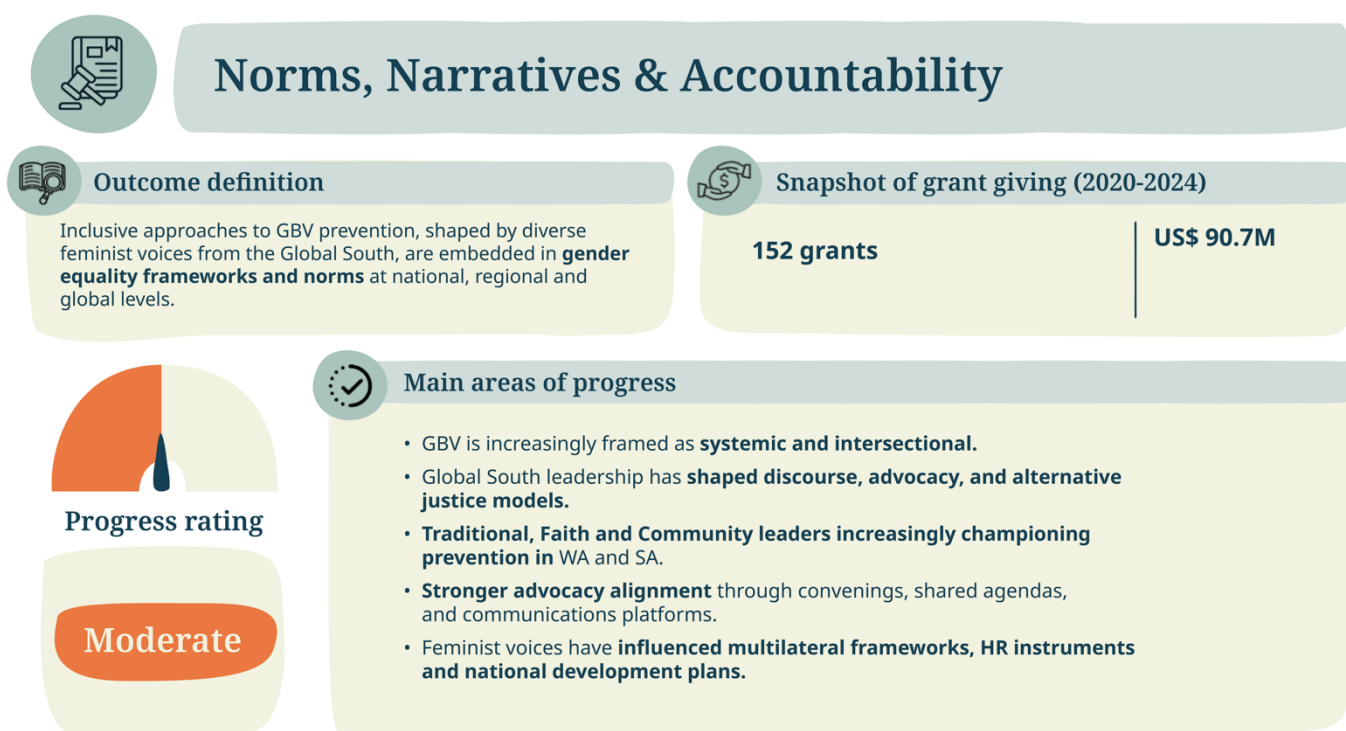 Norms, Narratives & Accountability
Outcome definition
Inclusive approaches to GBV prevention, shaped by diverse
feminist voices from the Global South, are embedded in gender
equality frameworks and norms at national, regional and
global levels.
Snapshot of grant giving (2020-2024)
152 grants
US$ 90.7M
Progress rating
Moderate
Main areas of progress
• GBV is increasingly framed as systemic and intersectional.
• Global South leadership has shaped discourse, advocacy, and alternative
justice models.
• Traditional, Faith and Community leaders increasingly championing
prevention in WA and SA.
• Stronger advocacy alignment through convenings, shared agendas,
and communications platforms.
• Feminist voices have influenced multilateral frameworks, HR instruments
and national development plans.